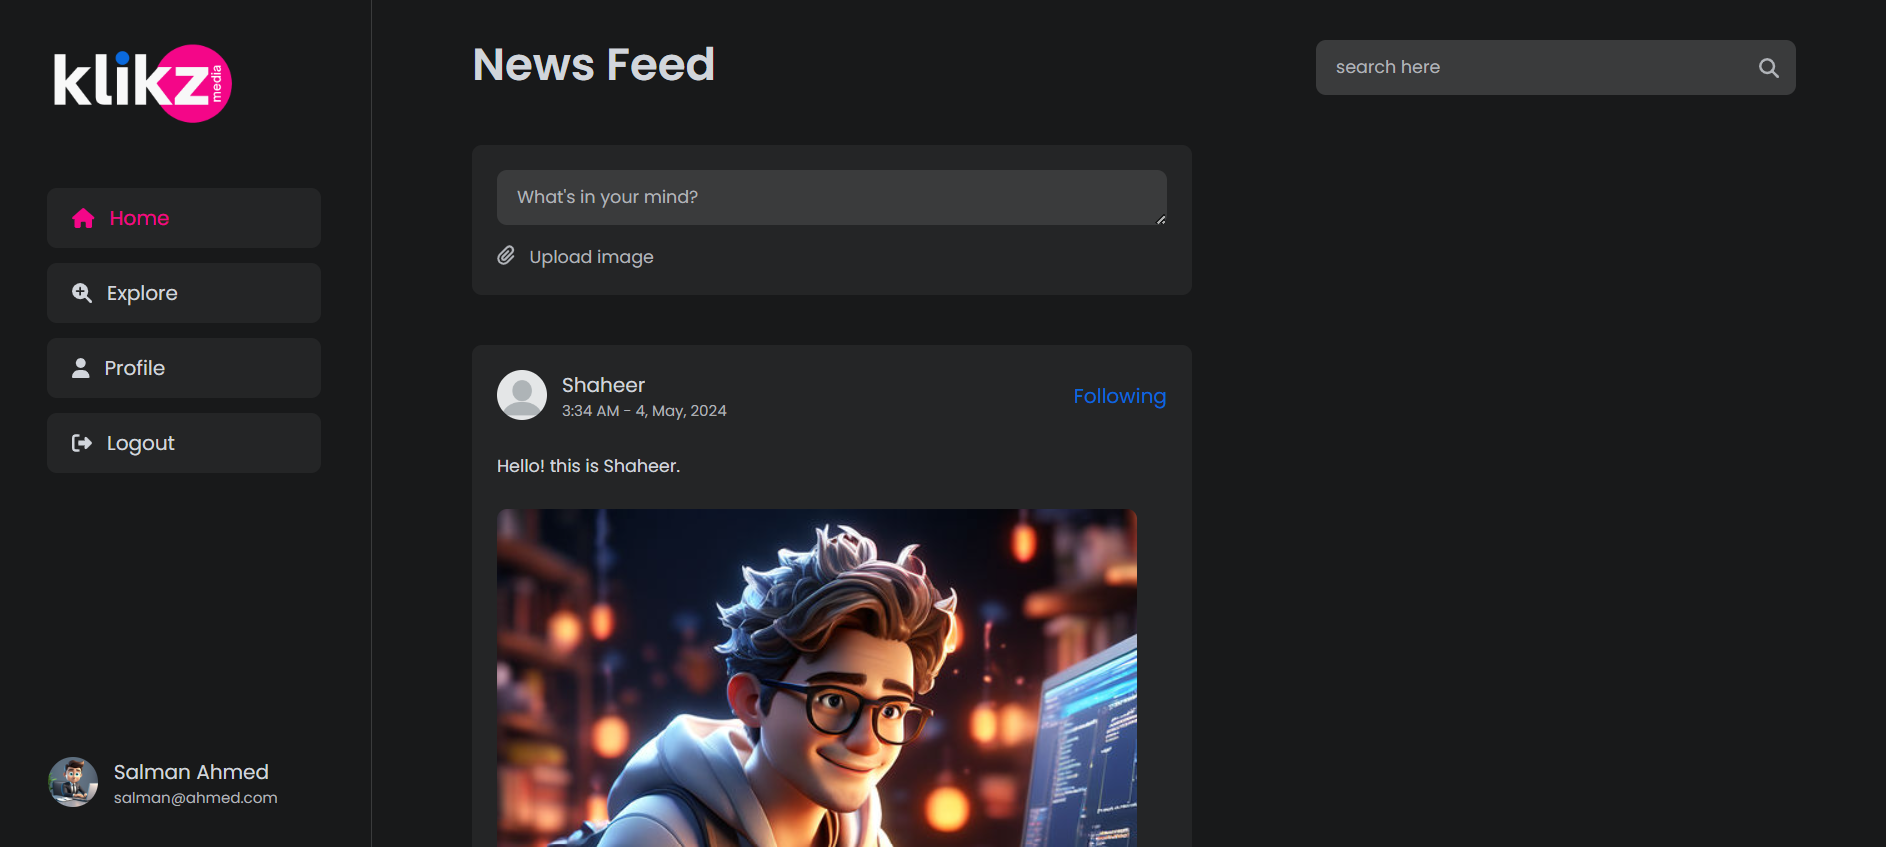 klikz
media
Home
Explore
Profile
Logout
Salman Ahmed
salman@ahmed.com
News Feed
search here
What's in your mind?
Upload image
Shaheer
3:34 AM - 4, May, 2024
Following
Hello! this is Shaheer.